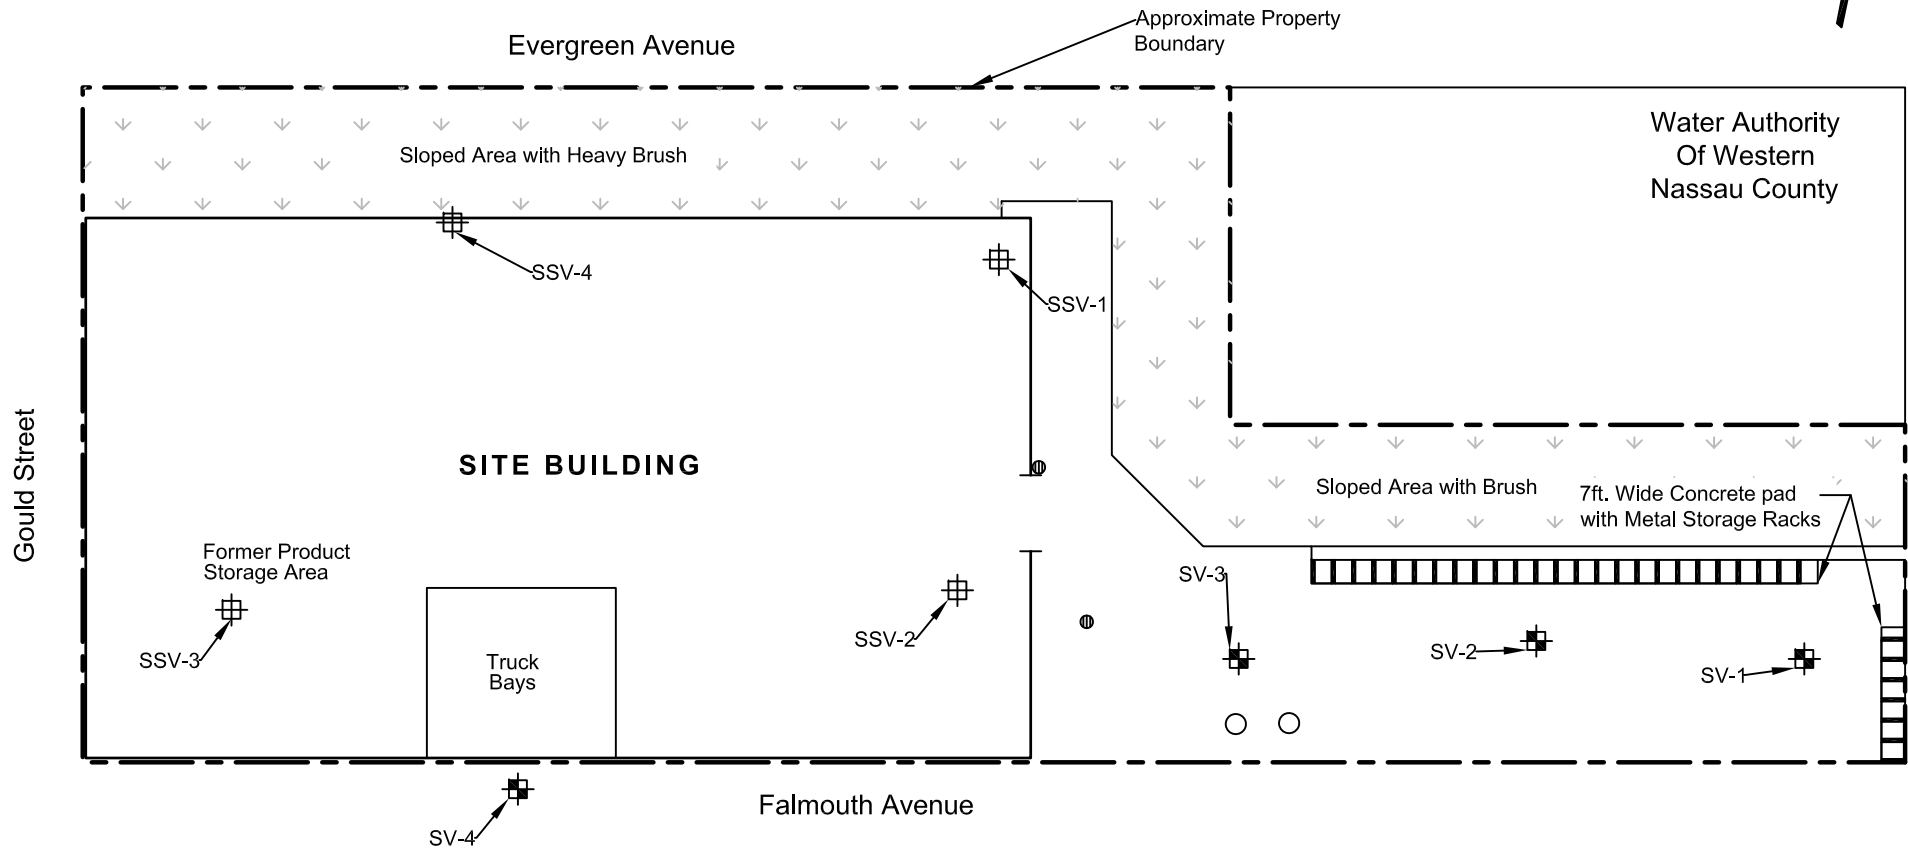 Approximate Property
Boundary
Evergreen Avenue
Water Authority
Of Western
Nassau County
Sloped Area with Heavy Brush
SSV-4
SSV-1
Gould Street
SITE BUILDING
Sloped Area with Brush
7ft. Wide Concrete pad
with Metal Storage Racks
Former Product
Storage Area
SV-3
SSV-3
SSV-2
Truck
Bays
SV-2
SV-1
Falmouth Avenue
SV-4